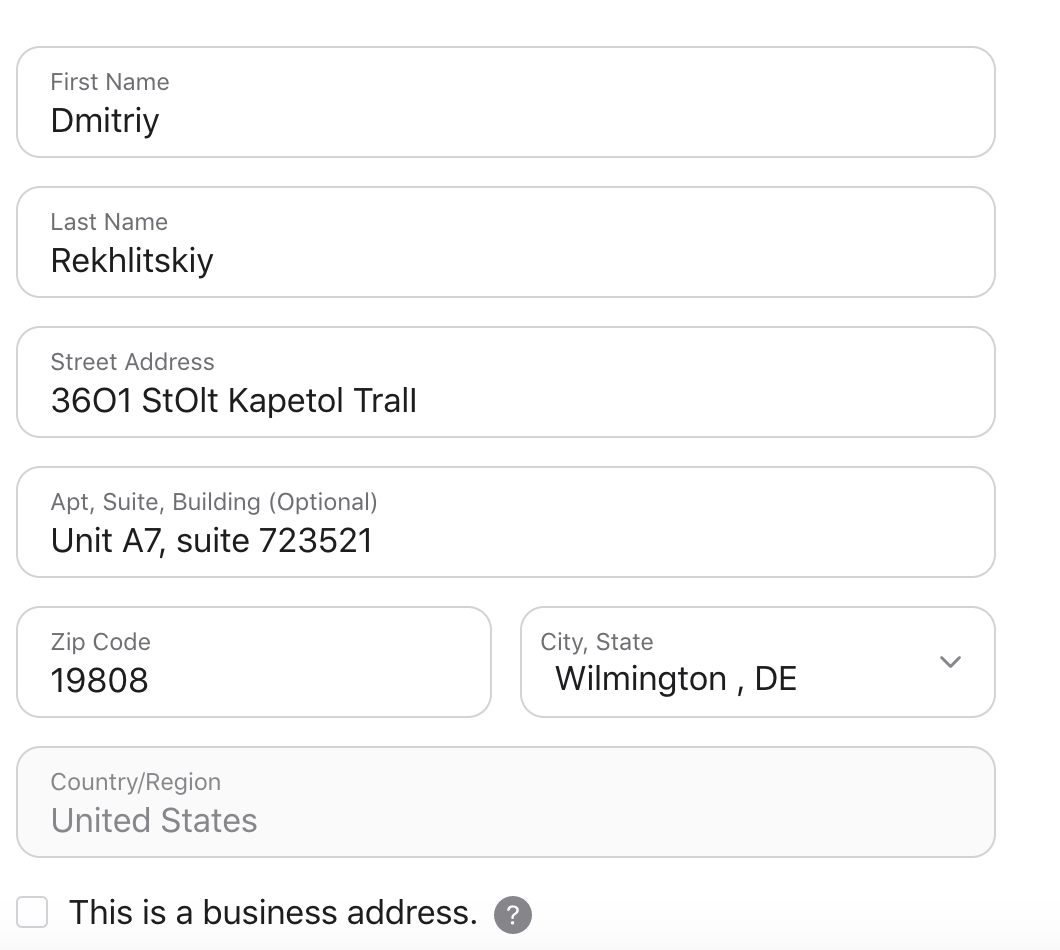 First Name
Dmitriy
Last Name
Rekhlitskiy
Street Address
36O1 StOlt Kapetol Trall
Apt, Suite, Building (Optional)
Unit A7, suite 723521
Zip Code
19808
City, State
Wilmington , DE
Country/Region
United States
This is a business address. ?